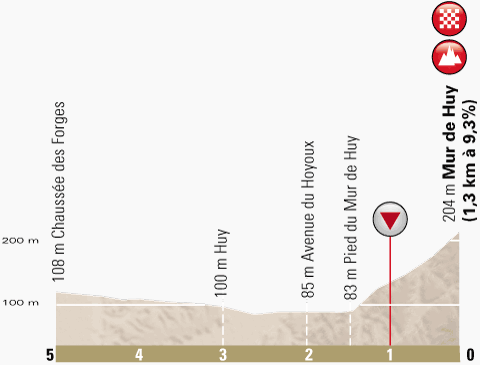 108 m Chaussée des Forges
100 m Huy
85 m Avenue du Hoyoux
83 m Pied du Mur de Huy
204 m Mur de Huy
(1,3 km à 9,3%)
200 m
100 m
5 4 3 2 1 0